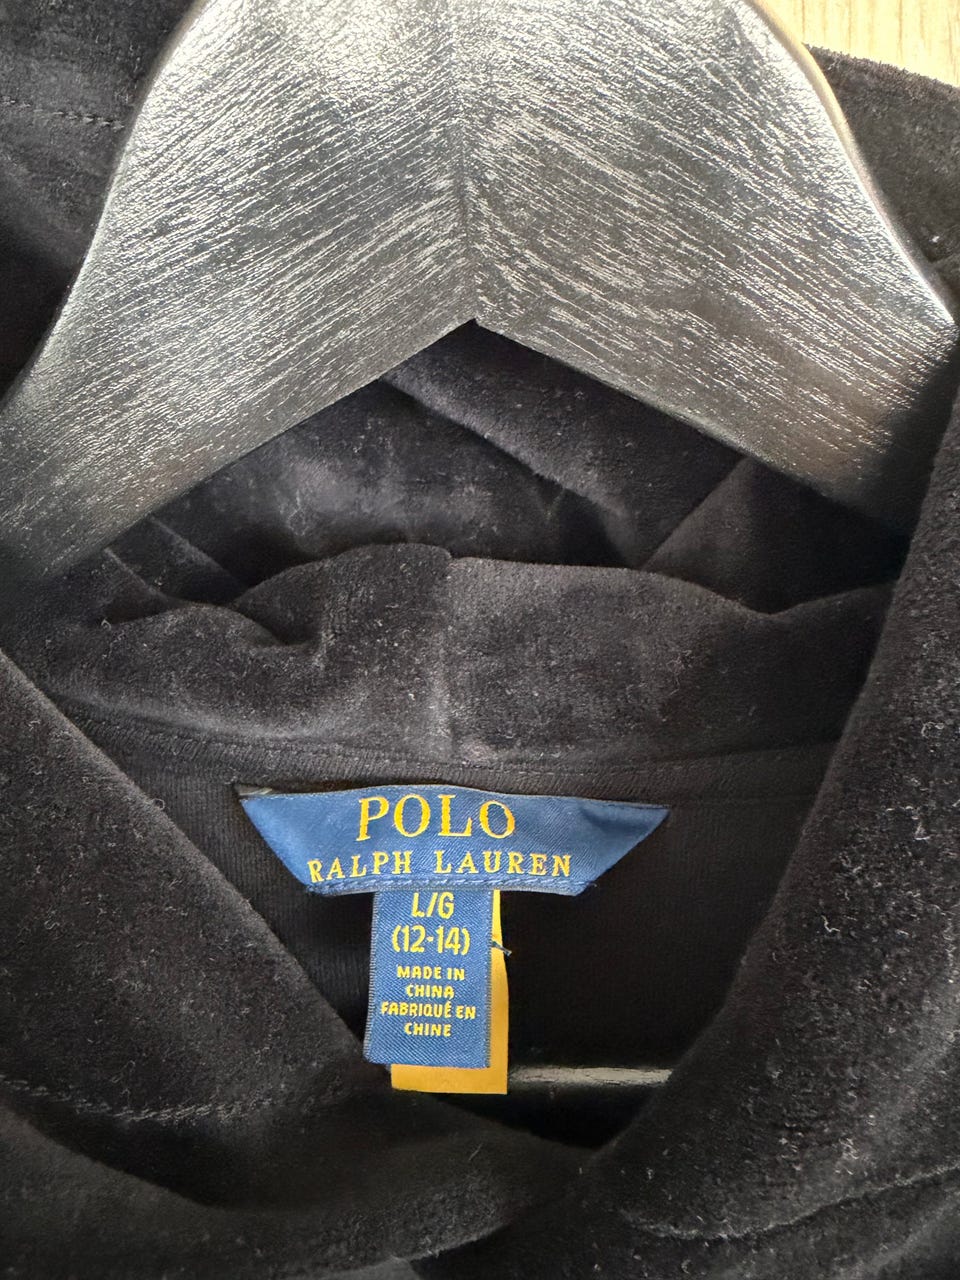 POLO
RALPH LAUREN
L/G
(12-14)
MADE IN
CHINA
FABRIQUÉ EN
CHINE